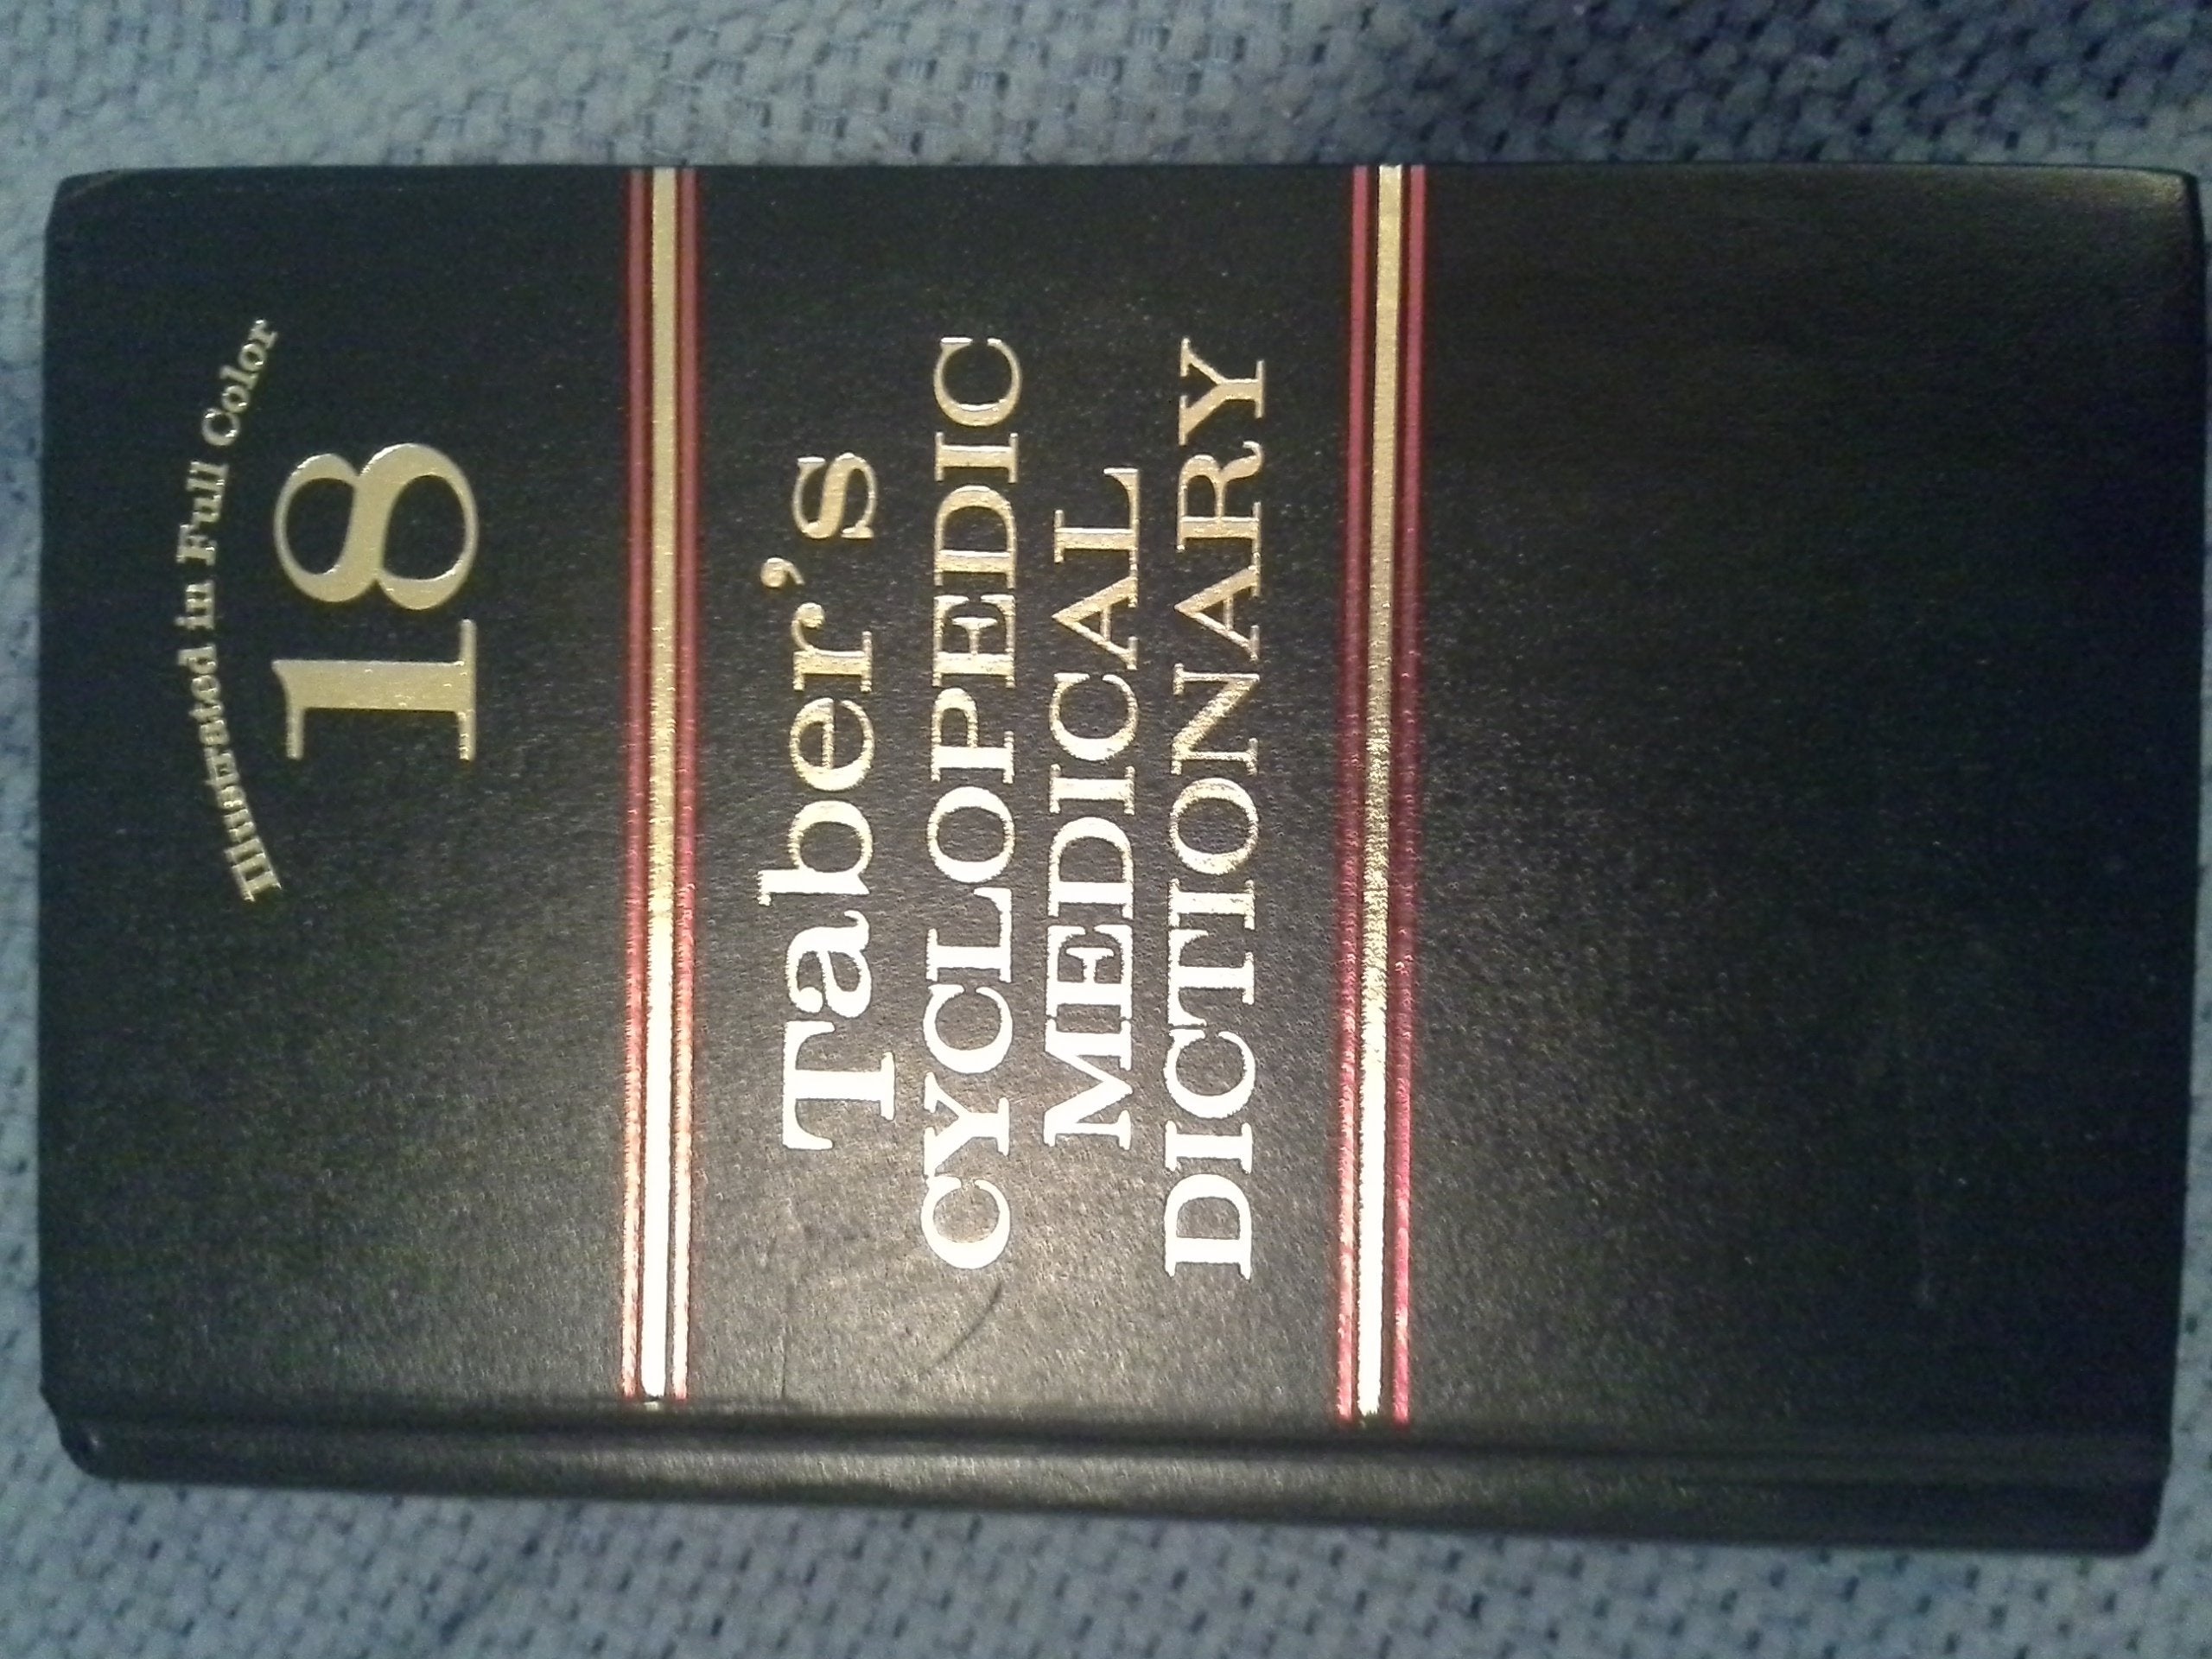 Illustrated in Full Color
18
Taber's
CYCLOPEDIC
MEDICAL
DICTIONARY